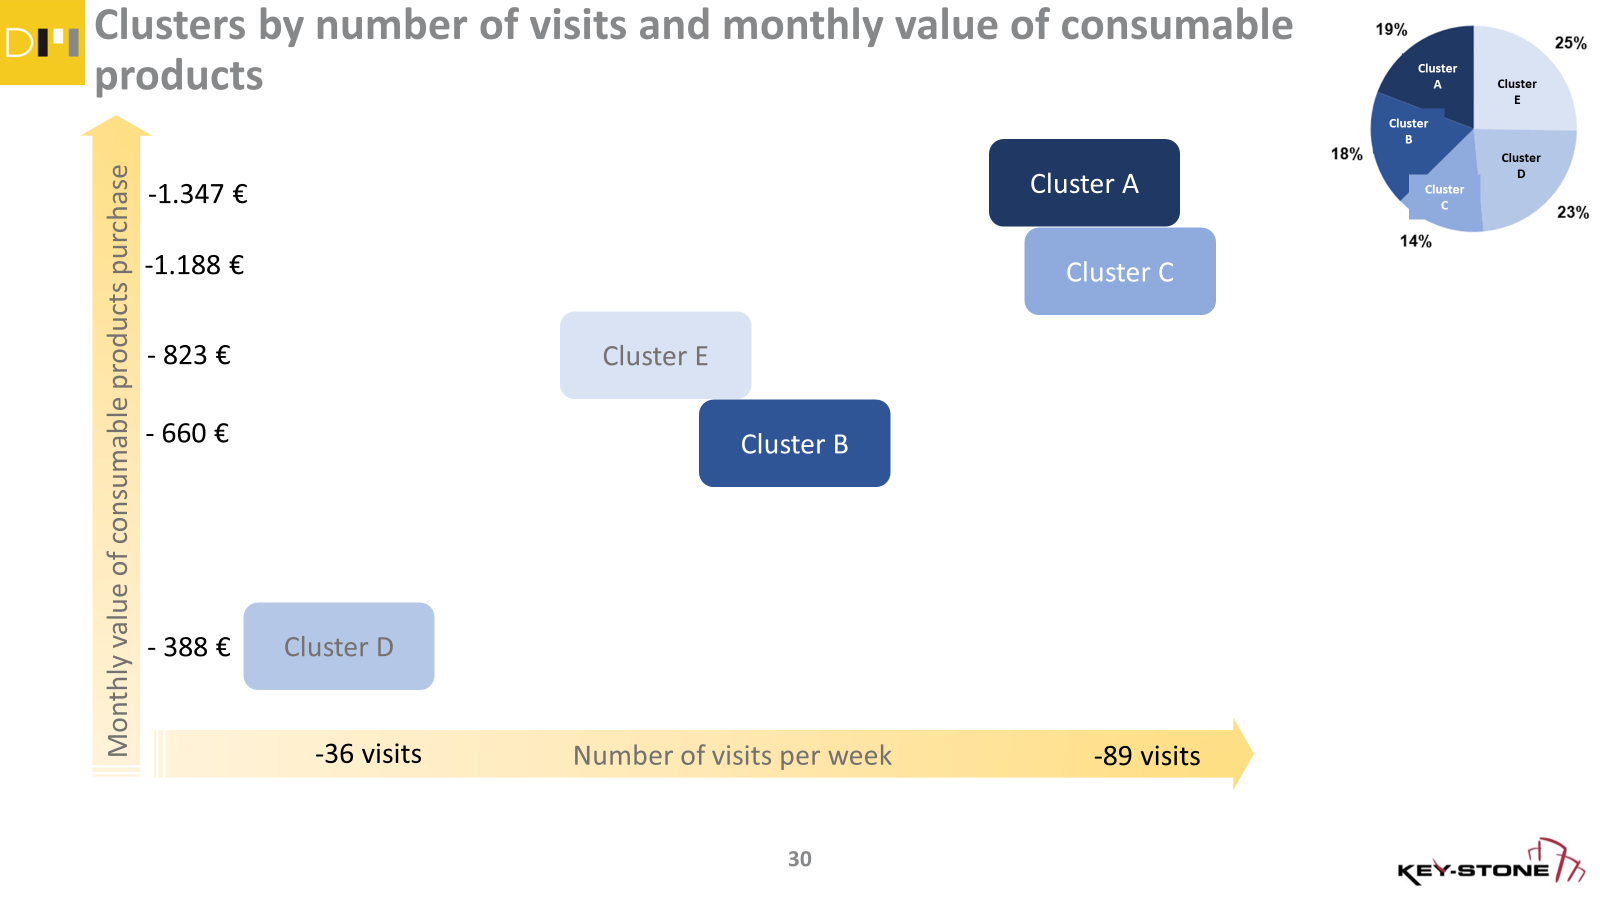 Clusters by number of visits and monthly value of consumable
products
Monthly value of consumable products purchase
-1.347 €
-1.188 €
- 823 €
- 660 €
- 388 €
Cluster A
Cluster C
Cluster E
Cluster B
Cluster D
-36 visits
Number of visits per week
-89 visits
19%
25%
Cluster
A
Cluster
E
Cluster
B
18%
Cluster
D
Cluster
C
23%
14%
30
KEY-STONE